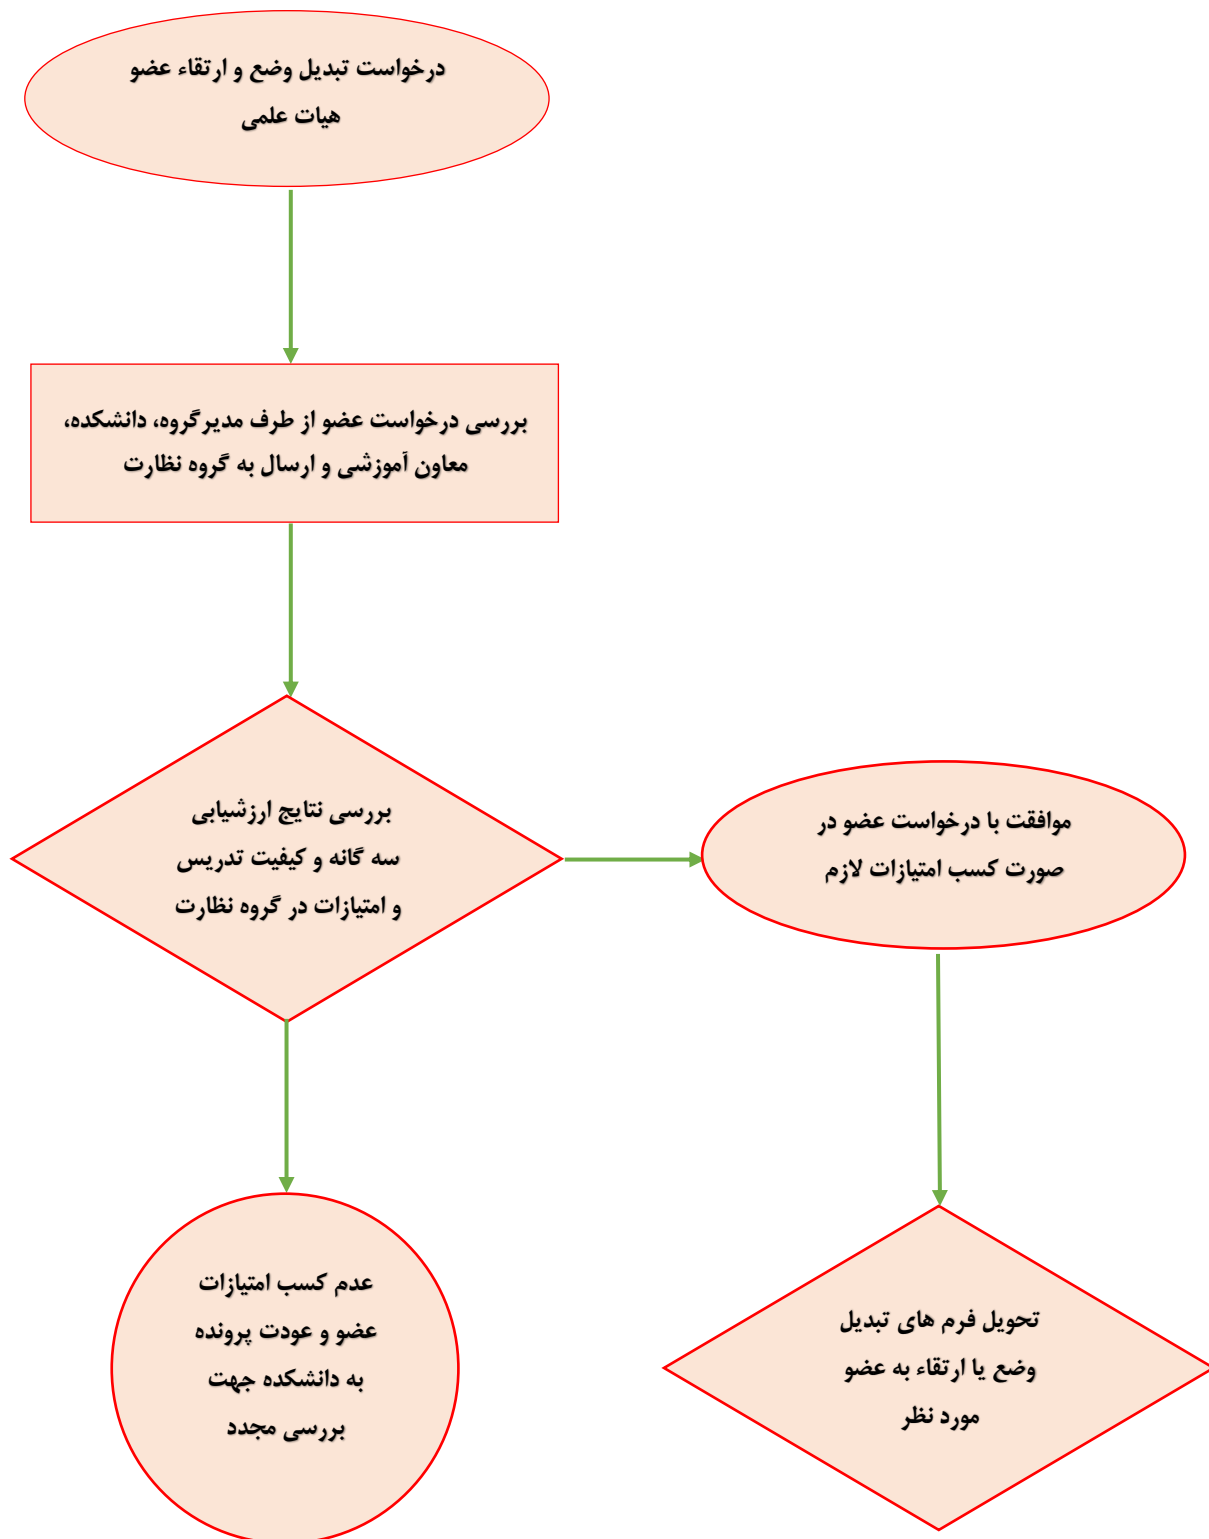 درخواست تبدیل وضع و ارتقاء عضو
هیات علمی
بررسی درخواست عضو از طرف مدیرگروه، دانشکده،
معاون آموزشی و ارسال به گروه نظارت
بررسی نتایج ارزشیابی
سه گانه و کیفیت تدریس
و امتیازات در گروه نظارت
موافقت با درخواست عضو در
صورت کسب امتیازات لازم
عدم کسب امتیازات
عضو و عودت پرونده
به دانشکده جهت
بررسی مجدد
تحویل فرم های تبدیل
وضع یا ارتقاء به عضو
مورد نظر